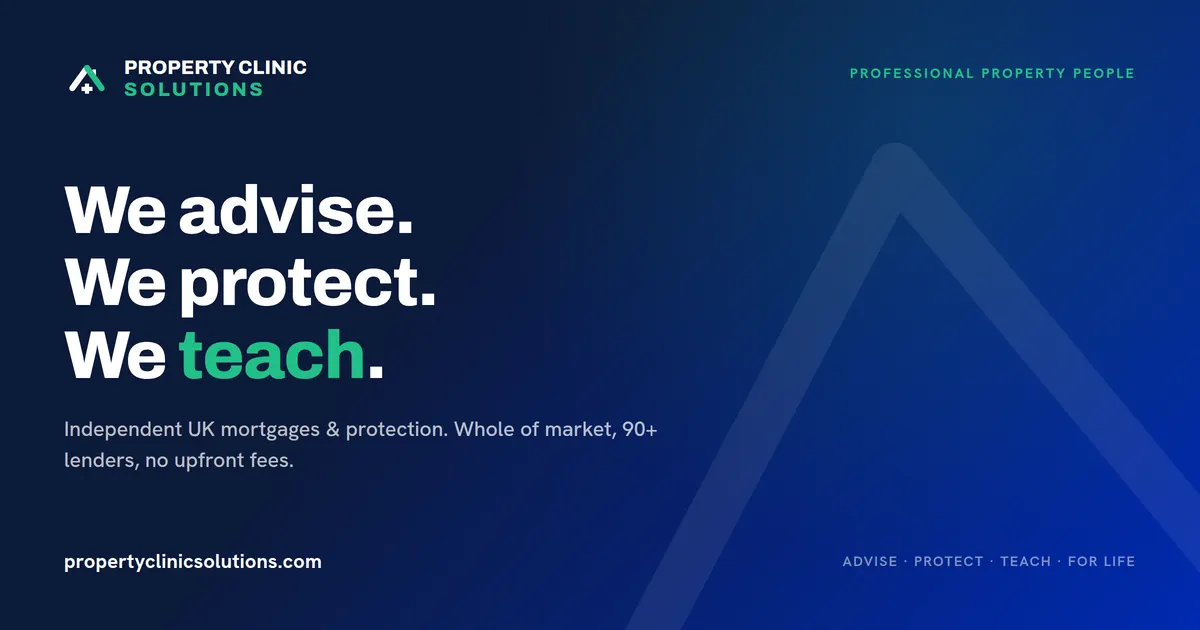 PROPERTY CLINIC
SOLUTIONS
PROFESSIONAL PROPERTY PEOPLE
We advise.
We protect.
We teach.
Independent UK mortgages & protection. Whole of market, 90+
lenders, no upfront fees.
propertyclinicsolutions.com
ADVISE · PROTECT · TEACH · FOR LIFE